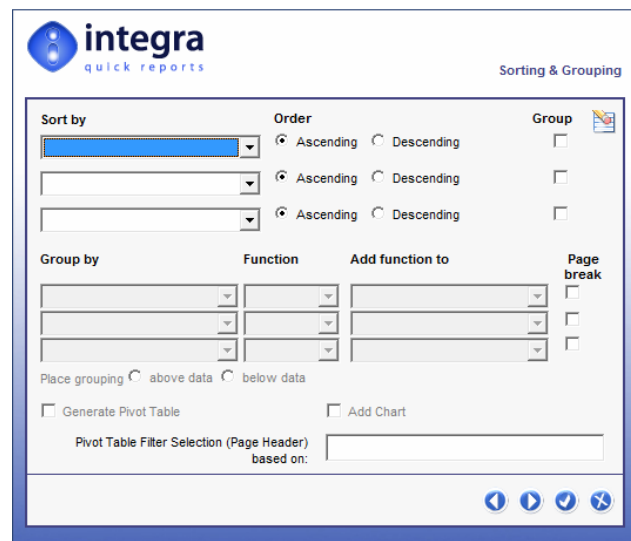 integra
quick reports
Sorting & Grouping
Sort by Order Group
Ascending Descending
Ascending Descending
Ascending Descending
Group by Function Add function to Page break
Place grouping above data below data
Generate Pivot Table Add Chart
Pivot Table Filter Selection (Page Header)
based on: